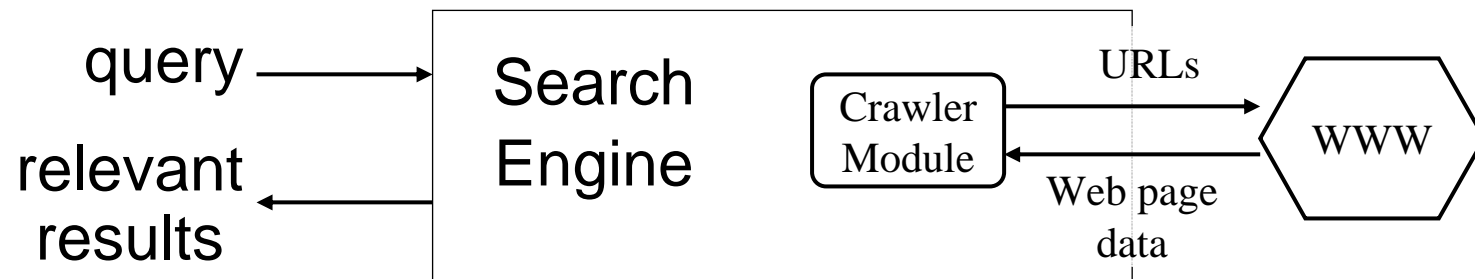 query
relevant
results
Search
Engine
Crawler
Module
URLs
Web page
data
WWW